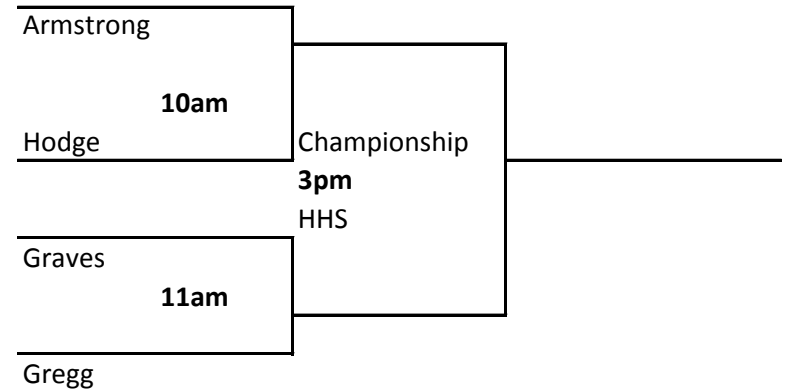 Armstrong
10am
Hodge
Championship
3pm
HHS
Graves
11am
Gregg